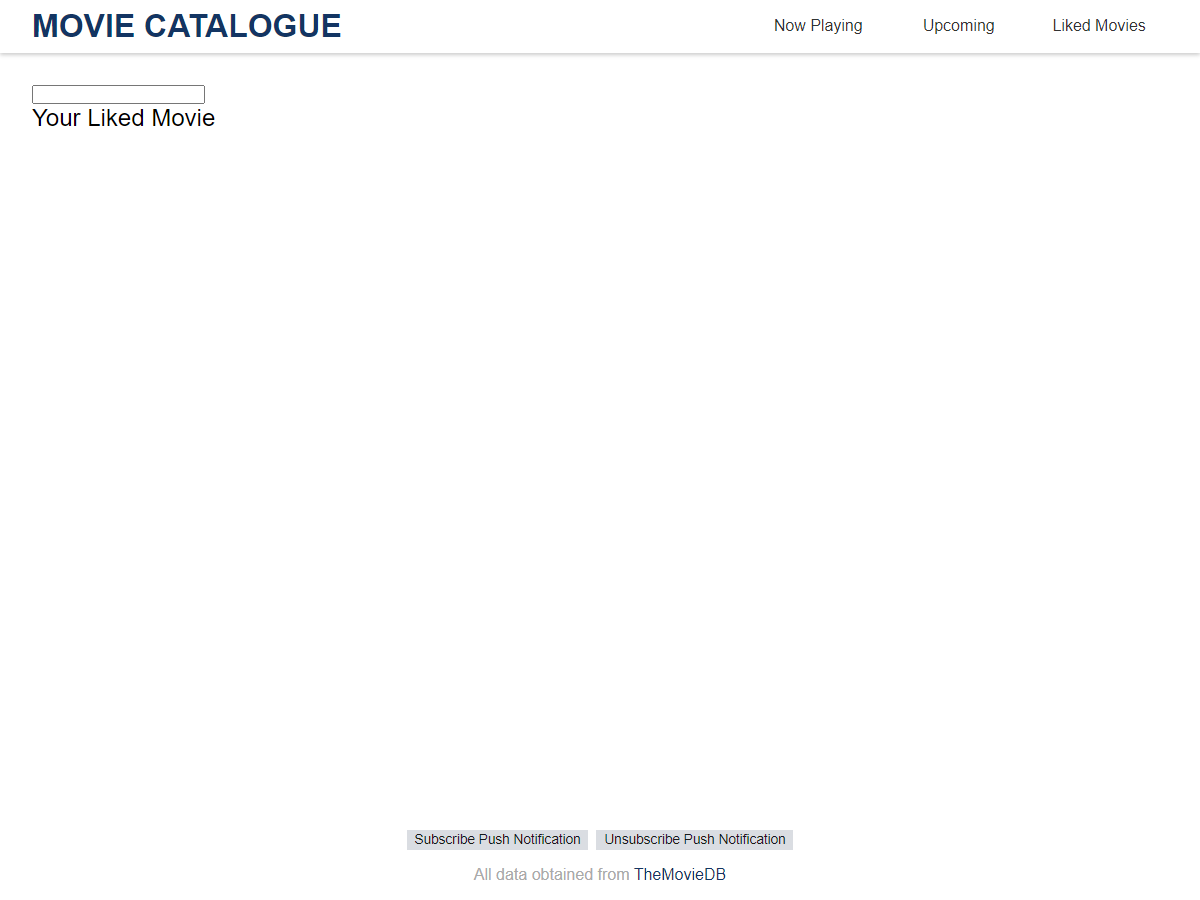 MOVIE CATALOGUE
Now Playing
Upcoming
Liked Movies
Your Liked Movie
Subscribe Push Notification
Unsubscribe Push Notification
All data obtained from TheMovieDB